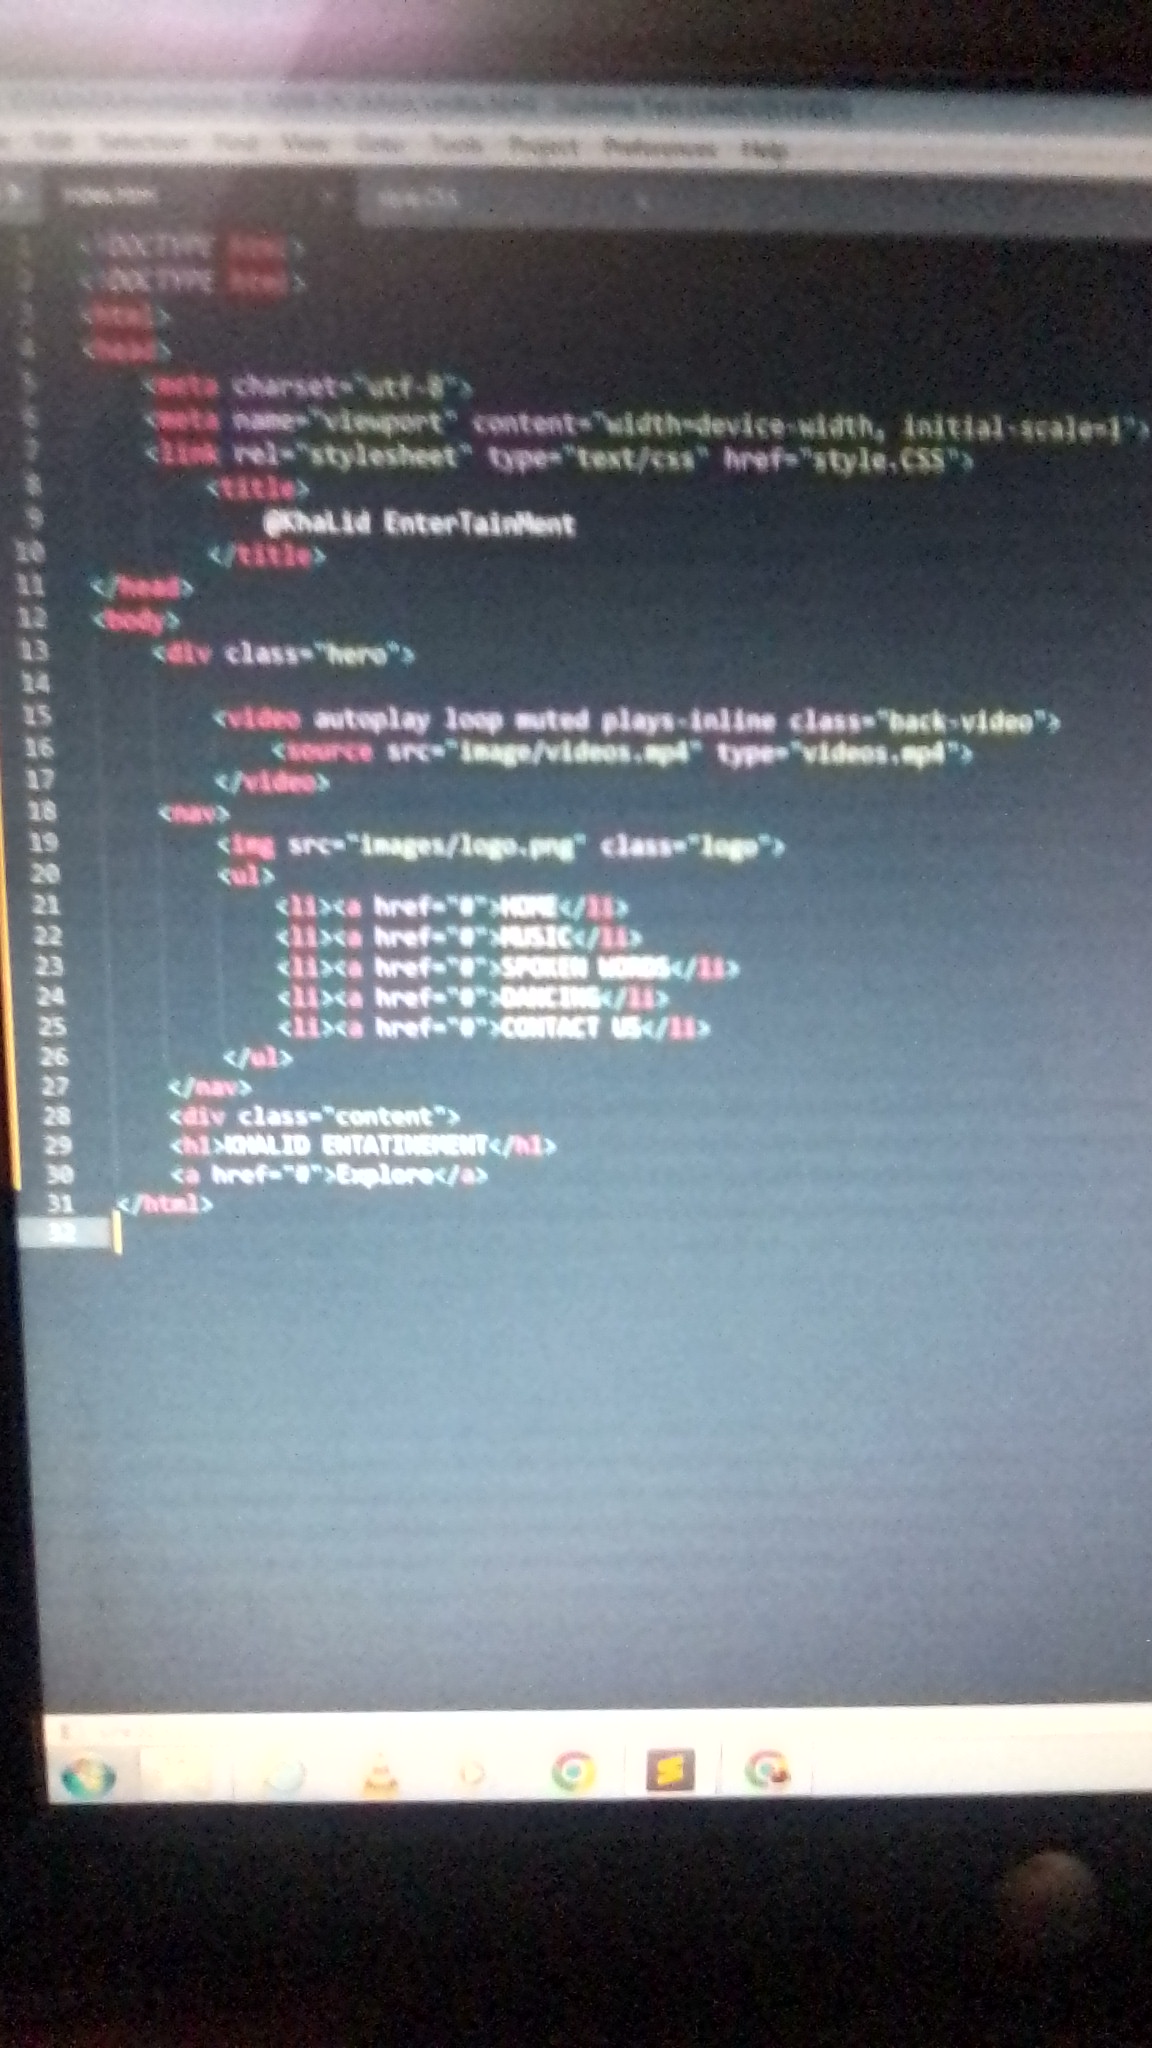 Edit Selection Find View Goto Tools Project Preferences Help
index.html
1 <!DOCTYPE html>
2 <!DOCTYPE html>
3 <html>
4 <head>
5 <meta charset="utf-8">
6 <meta name="viewport" content="width=device-width, initial-scale=1">
7 <link rel="stylesheet" type="text/css" href="style.CSS">
8 <title>
9 @KhaLid EnterTainMent
10 </title>
11 </head>
12 <body>
13 <div class="hero">
14
15 <video autoplay loop muted plays-inline class="back-video">
16 <source src="image/videos.mp4" type="videos.mp4">
17 </video>
18 <nav>
19 <img src="images/logo.png" class="logo">
20 <ul>
21 <li><a href="#">HOME</li>
22 <li><a href="#">MUSIC</li>
23 <li><a href="#">SPOKEN WORDS</li>
24 <li><a href="#">DANCING</li>
25 <li><a href="#">CONTACT US</li>
26 </ul>
27 </nav>
28 <div class="content">
29 <h1>KHALID ENTATINEMENT</h1>
30 <a href="#">Explore</a>
31 </html>
32